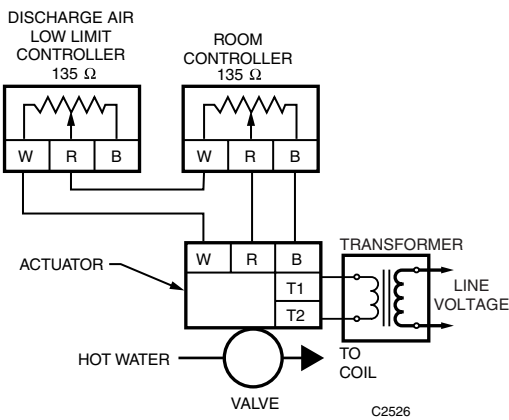 DISCHARGE AIR
LOW LIMIT
CONTROLLER
135 Ω
ROOM
CONTROLLER
135 Ω
W R B
W R B
ACTUATOR
W R B
T1
T2
TRANSFORMER
LINE
VOLTAGE
HOT WATER
TO
COIL
VALVE
C2526